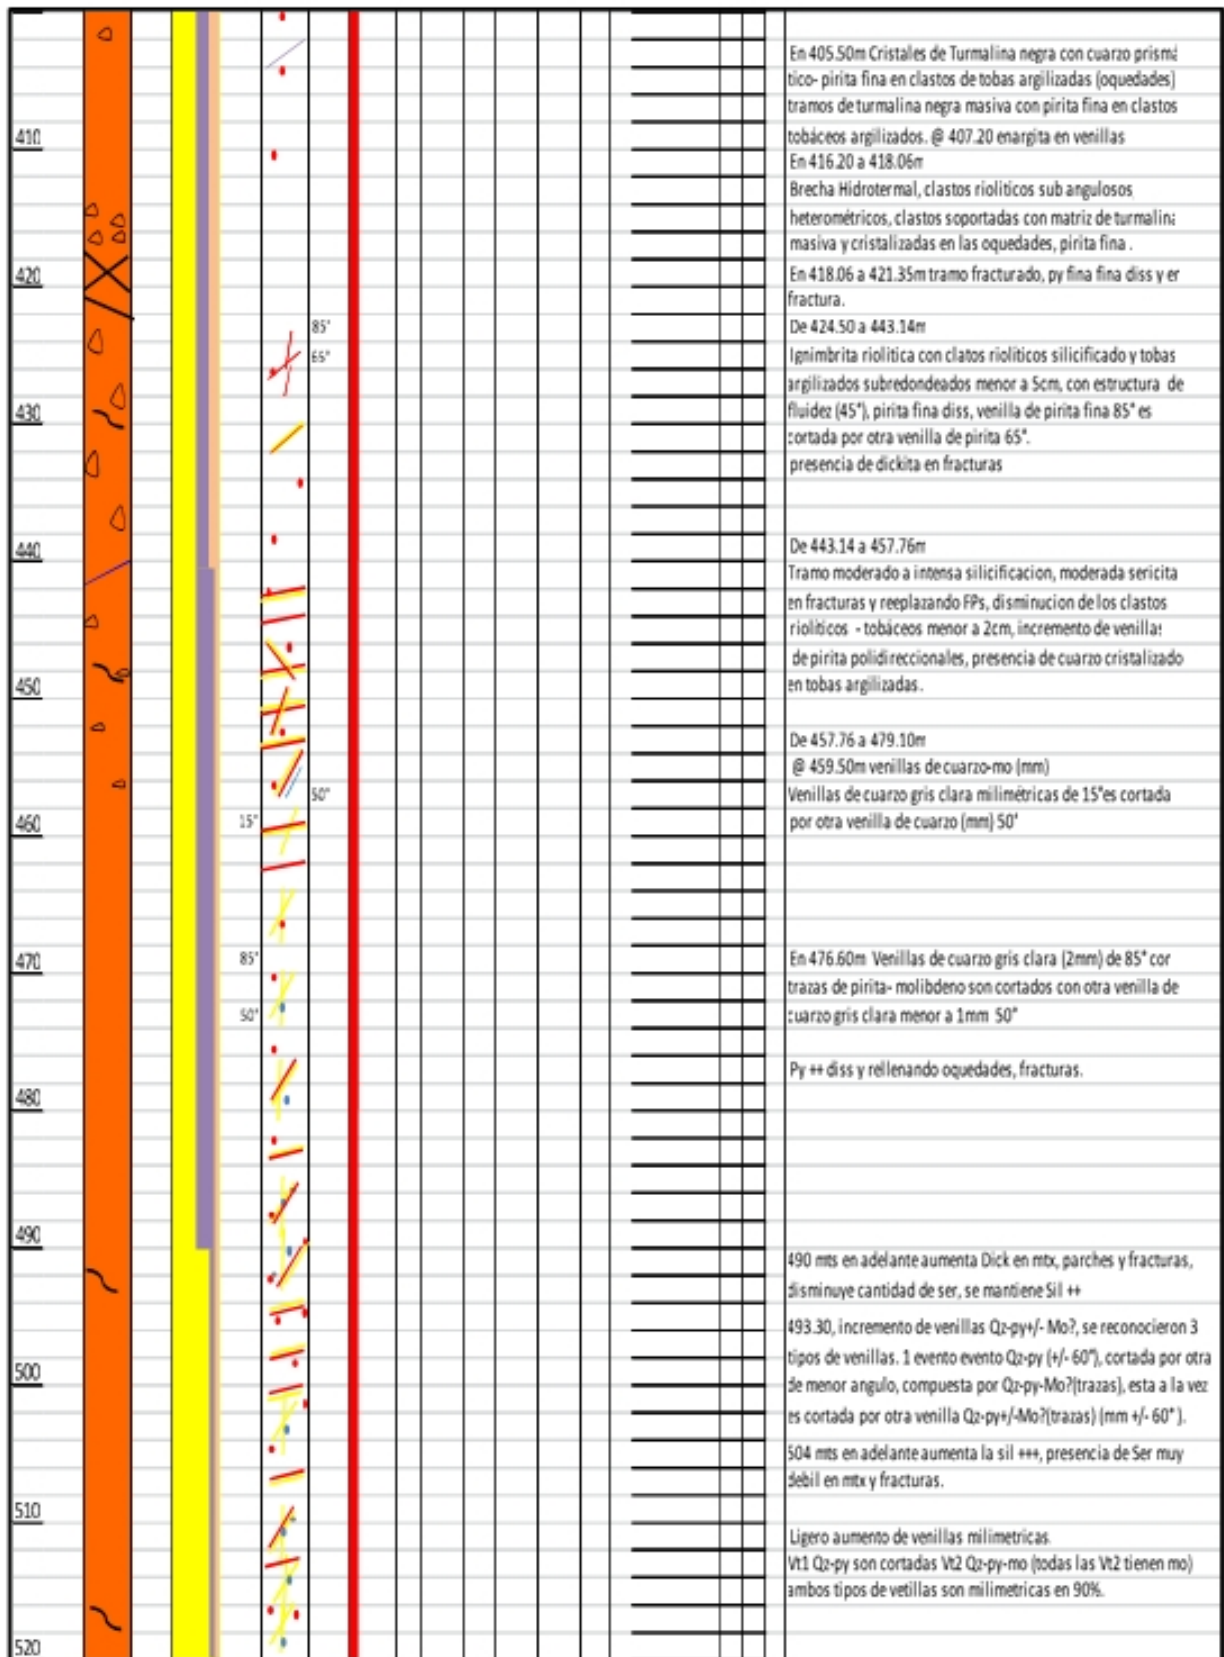 En 405.50m Cristales de Turmalina negra con cuarzo prismá
tico- pirita fina en clastos de tobas argilizadas (oquedades)
tramos de turmalina negra masiva con pirita fina en clastos
410
tobáceos argilizados. @ 407.20 enargita en venillas
En 416.20 a 418.06m
Brecha Hidrotermal, clastos rioliticos sub angulosos
heterométricos, clastos soportadas con matriz de turmalina
masiva y cristalizadas en las oquedades, pirita fina .
420
En 418.06 a 421.35m tramo fracturado, py fina fina diss y er
fractura.
85°
De 424.50 a 443.14m
65°
Ignimbrita riolitica con clatos rioliticos silicificado y tobas
argilizados subredondeados menor a 5cm, con estructura de
430
fluidez (45°), pirita fina diss, venilla de pirita fina 85° es
cortada por otra venilla de pirita 65°.
presencia de dickita en fracturas
440
De 443.14 a 457.76m
Tramo moderado a intensa silicificacion, moderada sericita
en fracturas y reeplazando FPs, disminucion de los clastos
riolíticos - tobáceos menor a 2cm, incremento de venillas
de pirita polidireccionales, presencia de cuarzo cristalizado
450
en tobas argilizadas.
De 457.76 a 479.10m
@ 459.50m venillas de cuarzo-mo (mm)
50°
Venillas de cuarzo gris clara milimétricas de 15°es cortada
15°
460
por otra venilla de cuarzo (mm) 50°
85°
470
En 476.60m Venillas de cuarzo gris clara (2mm) de 85° cor
trazas de pirita- molibdeno son cortados con otra venilla de
50°
cuarzo gris clara menor a 1mm 50°
Py ++ diss y rellenando oquedades, fracturas.
480
490
490 mts en adelante aumenta Dick en mtx, parches y fracturas,
disminuye cantidad de ser, se mantiene Sil ++
493.30, incremento de venillas Qz-py+/- Mo?, se reconocieron 3
500
tipos de venillas. 1 evento evento Qz-py (+/- 60°), cortada por otra
de menor angulo, compuesta por Qz-py-Mo?(trazas), esta a la vez
es cortada por otra venilla Qz-py+/-Mo?(trazas) (mm +/- 60° ).
504 mts en adelante aumenta la sil +++, presencia de Ser muy
debil en mtx y fracturas.
510
Ligero aumento de venillas milimetricas.
Vt1 Qz-py son cortadas Vt2 Qz-py-mo (todas las Vt2 tienen mo)
ambos tipos de vetillas son milimetricas en 90%.
520